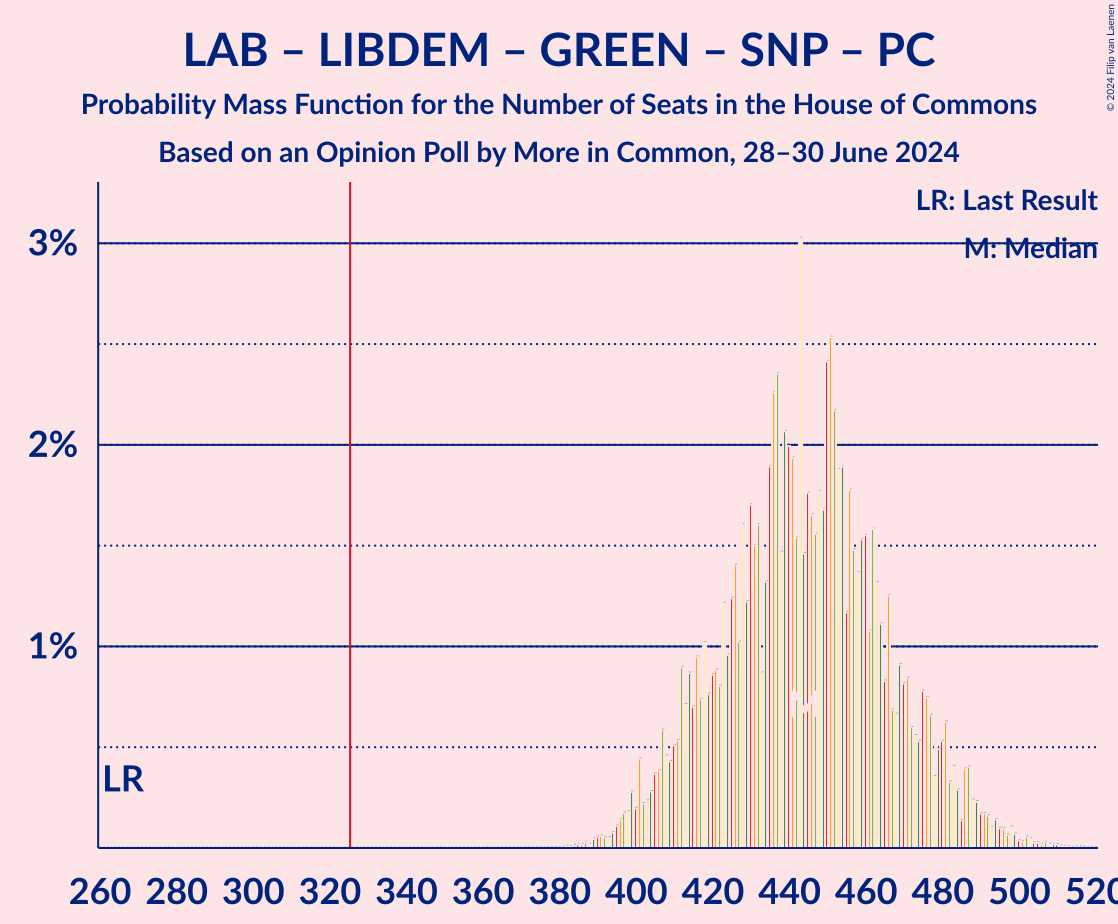 LAB – LIBDEM – GREEN – SNP – PC
Probability Mass Function for the Number of Seats in the House of Commons
Based on an Opinion Poll by More in Common, 28–30 June 2024
© 2024 Filip van Laenen
LR: Last Result
M: Median
3%
2%
1%
LR
260 280 300 320 340 360 380 400 420 440 460 480 500 520